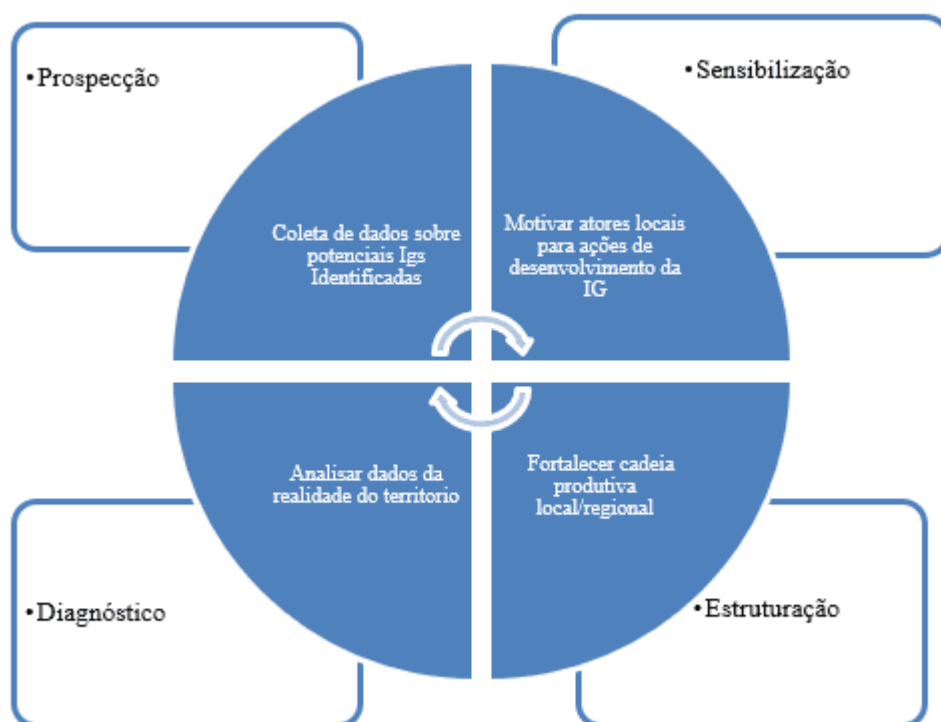 •Prospecção
•Sensibilização
Coleta de dados sobre
potenciais Igs
Identificadas
Motivar atores locais
para ações de
desenvolvimento da
IG
Analisar dados da
realidade do territorio
Fortalecer cadeia
produtiva
local/regional
•Diagnóstico
•Estruturação